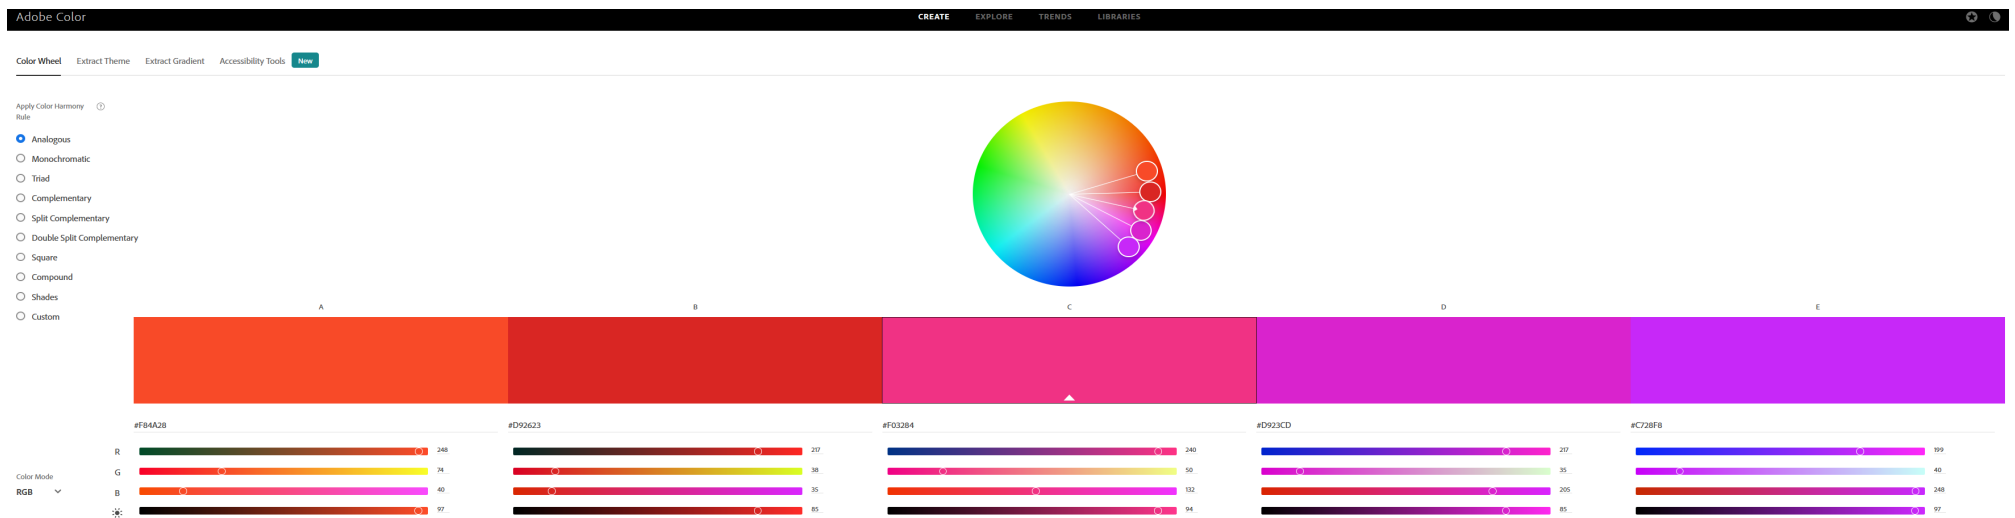 Adobe Color
CREATE EXPLORE TRENDS LIBRARIES
Color Wheel Extract Theme Extract Gradient Accessibility Tools New
Apply Color Harmony ?
Rule
Analogous
Monochromatic
Triad
Complementary
Split Complementary
Double Split Complementary
Square
Compound
Shades
Custom
A B C D E
#F84A28 #D92623 #F03284 #D923CD #C728F8
R 248 217 240 217 199
G 74 38 50 35 40
Color Mode
RGB
B 40 35 132 205 248
97 85 94 85 97